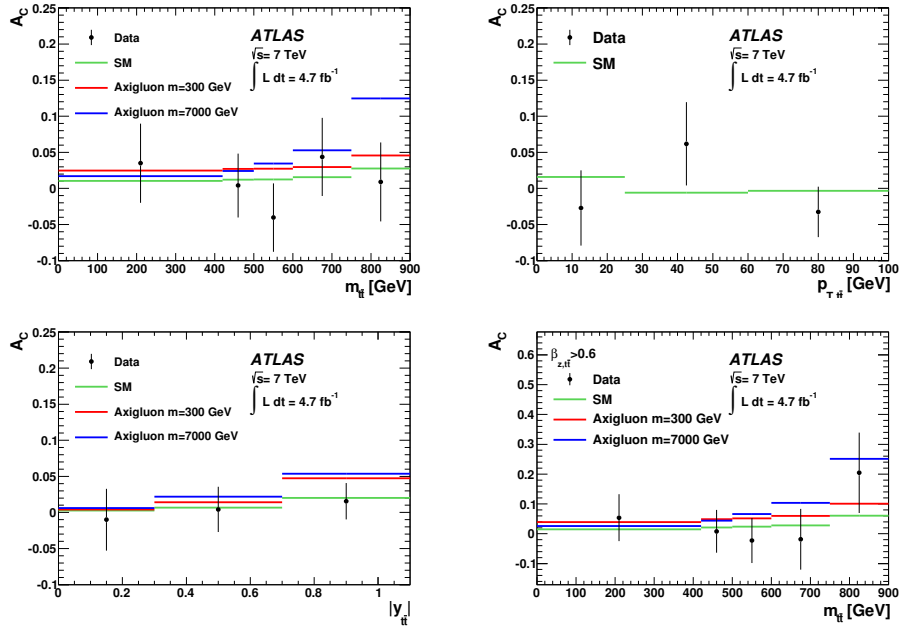 A_C
0.25
0.2
0.15
0.1
0.05
0
-0.05
-0.1
Data
SM
Axigluon m=300 GeV
Axigluon m=7000 GeV
ATLAS
√s= 7 TeV
∫ L dt = 4.7 fb⁻¹
0 100 200 300 400 500 600 700 800 900
m_tt̄ [GeV]
A_C
0.25
0.2
0.15
0.1
0.05
0
-0.05
-0.1
Data
SM
ATLAS
√s= 7 TeV
∫ L dt = 4.7 fb⁻¹
0 10 20 30 40 50 60 70 80 90 100
p_T,tt̄ [GeV]
A_C
0.25
0.2
0.15
0.1
0.05
0
-0.05
-0.1
Data
SM
Axigluon m=300 GeV
Axigluon m=7000 GeV
ATLAS
√s= 7 TeV
∫ L dt = 4.7 fb⁻¹
0 0.2 0.4 0.6 0.8 1
|y_tt̄|
A_C
0.6
0.5
0.4
0.3
0.2
0.1
0
-0.1
β_z,tt̄>0.6
Data
SM
Axigluon m=300 GeV
Axigluon m=7000 GeV
ATLAS
√s= 7 TeV
∫ L dt = 4.7 fb⁻¹
0 100 200 300 400 500 600 700 800 900
m_tt̄ [GeV]